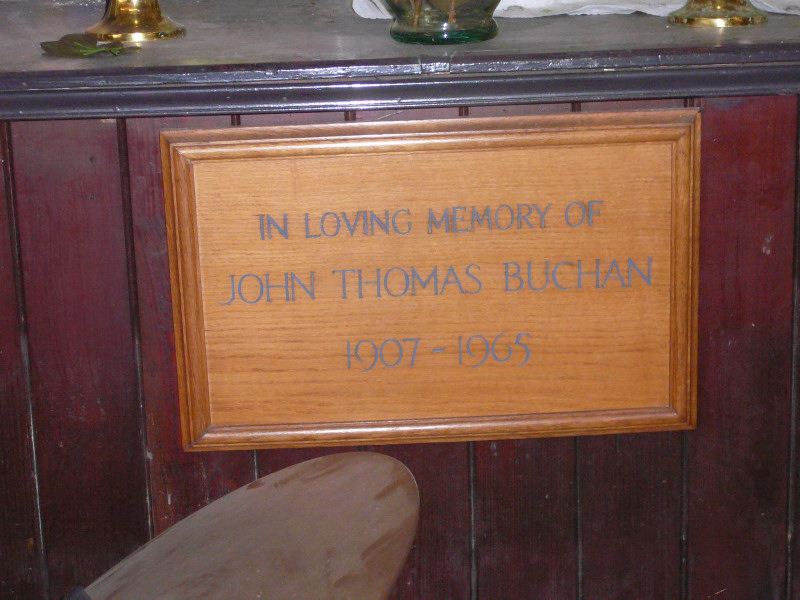 IN LOVING MEMORY OF
JOHN THOMAS BUCHAN
1907 - 1965